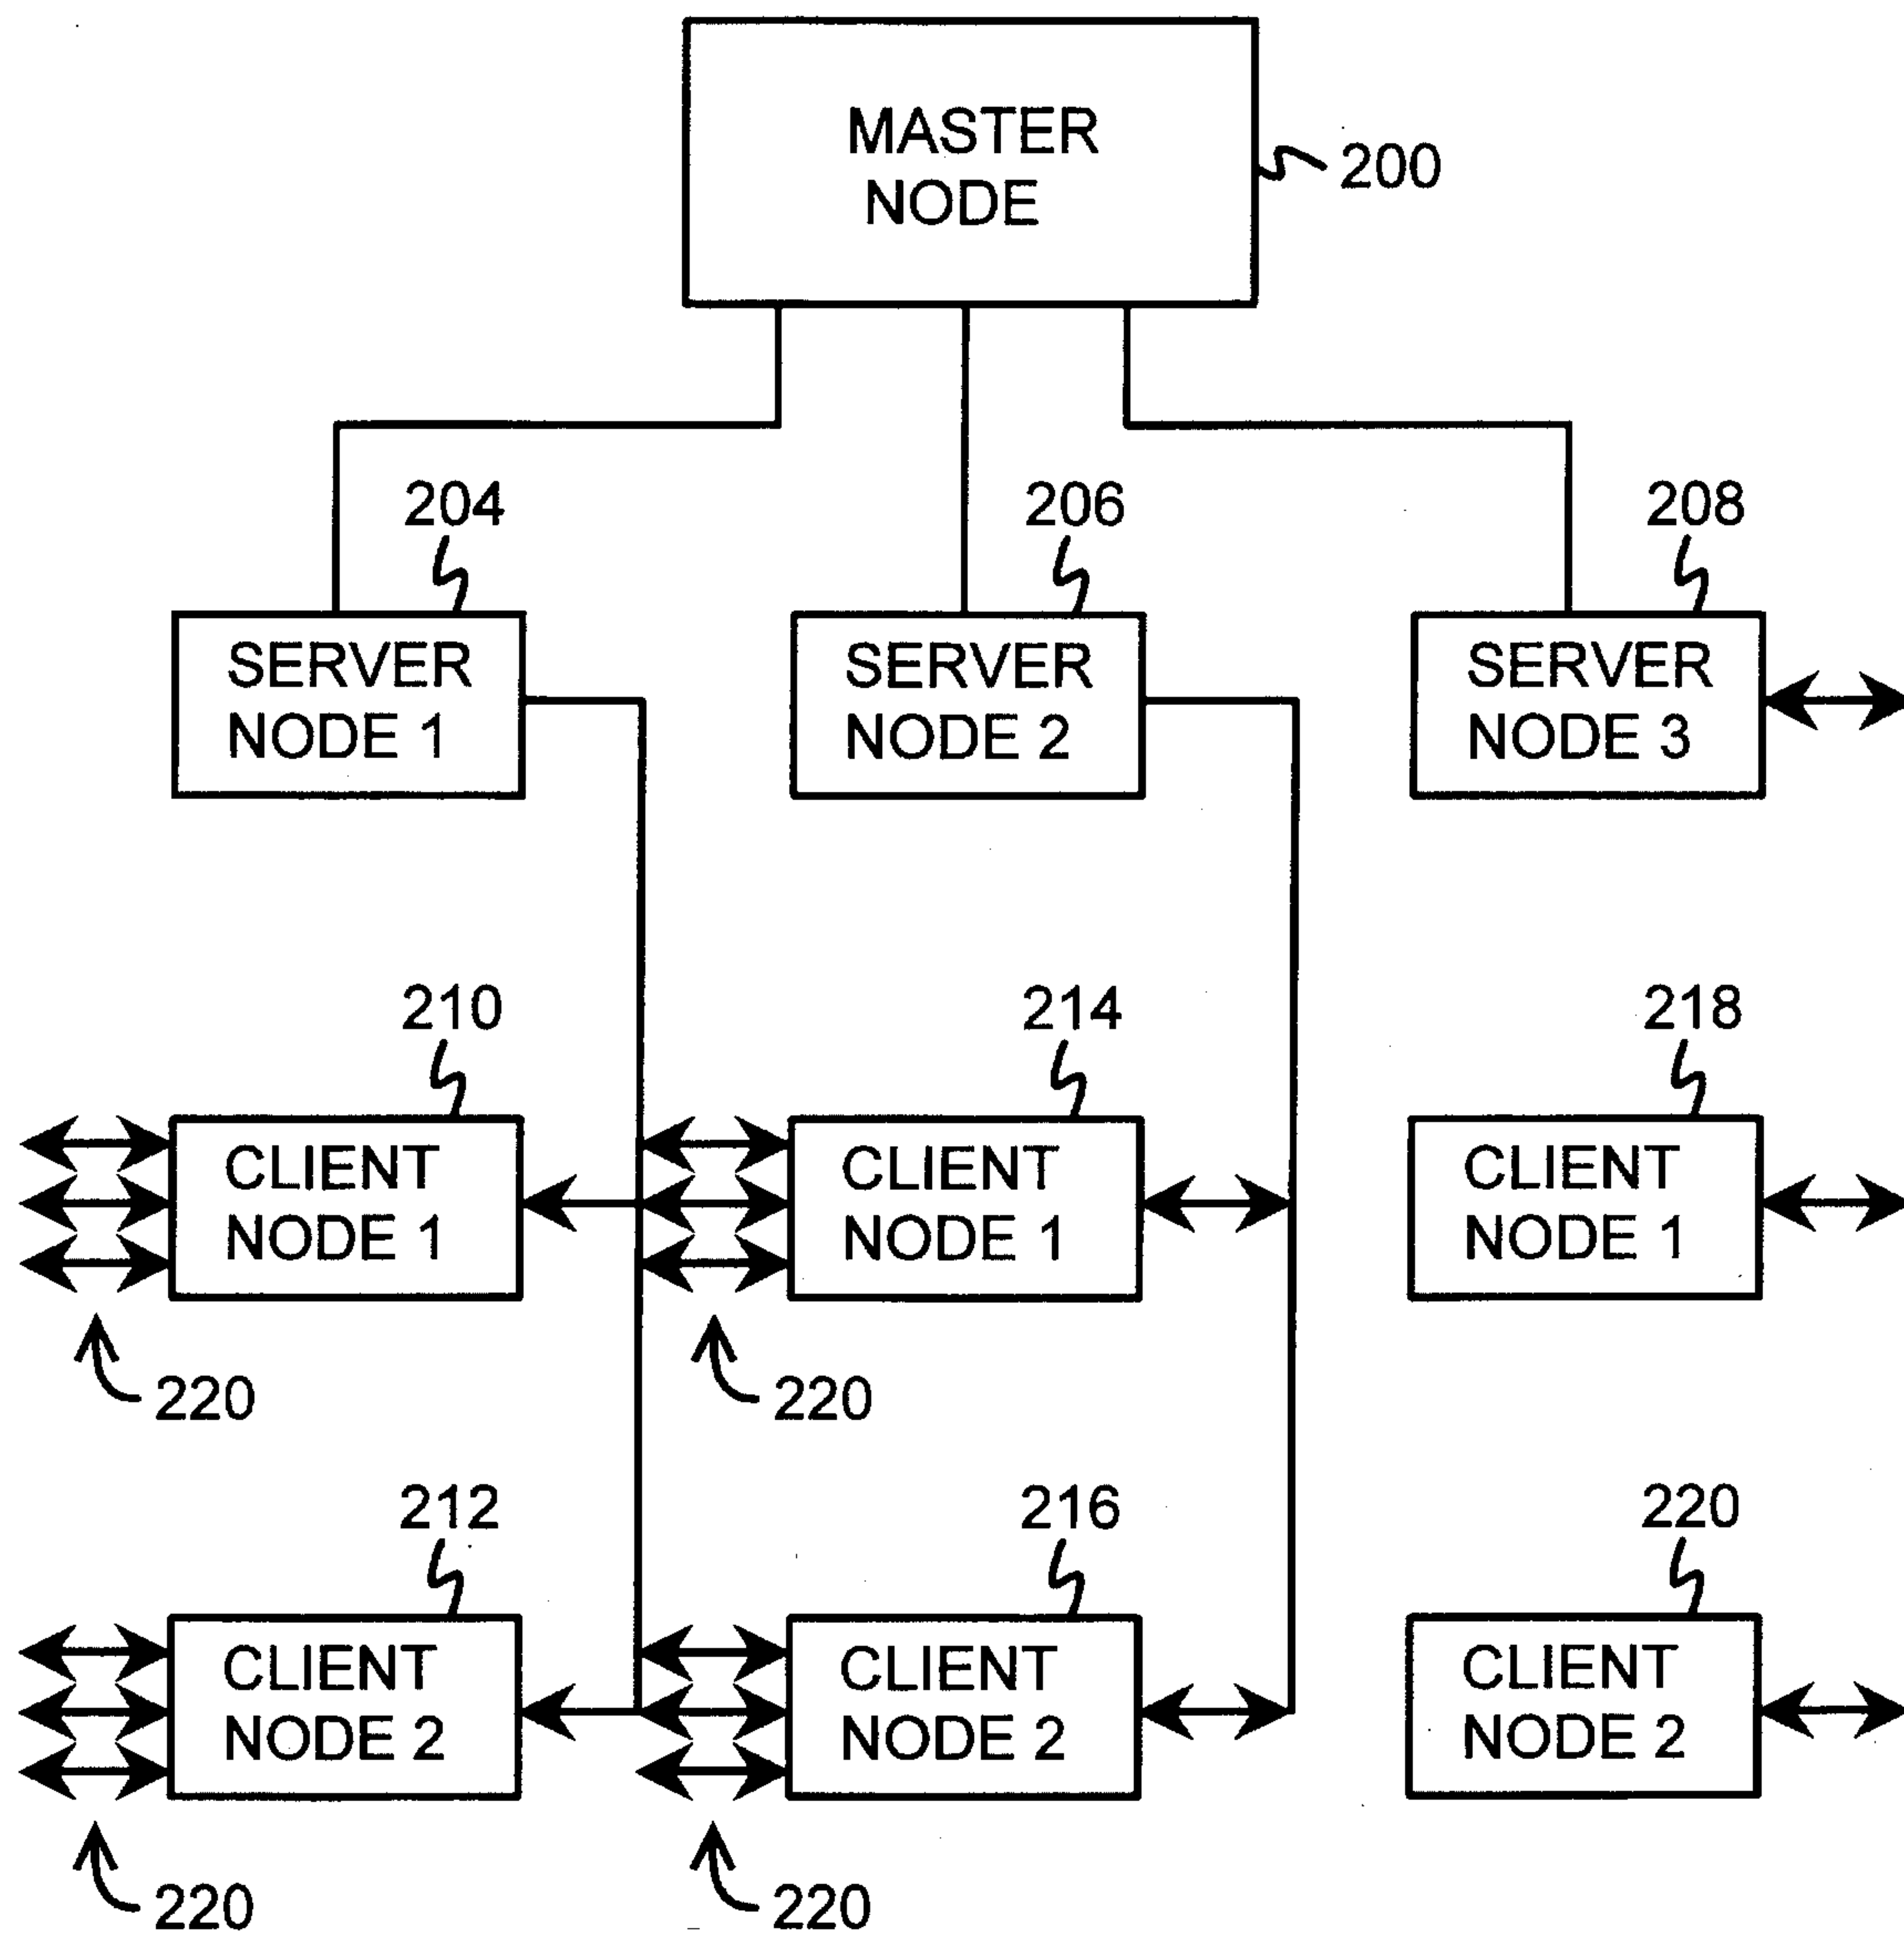 MASTER
NODE
200
204
206
208
SERVER
NODE 1
SERVER
NODE 2
SERVER
NODE 3
210
214
218
CLIENT
NODE 1
CLIENT
NODE 1
CLIENT
NODE 1
220
220
212
216
220
CLIENT
NODE 2
CLIENT
NODE 2
CLIENT
NODE 2
220
220